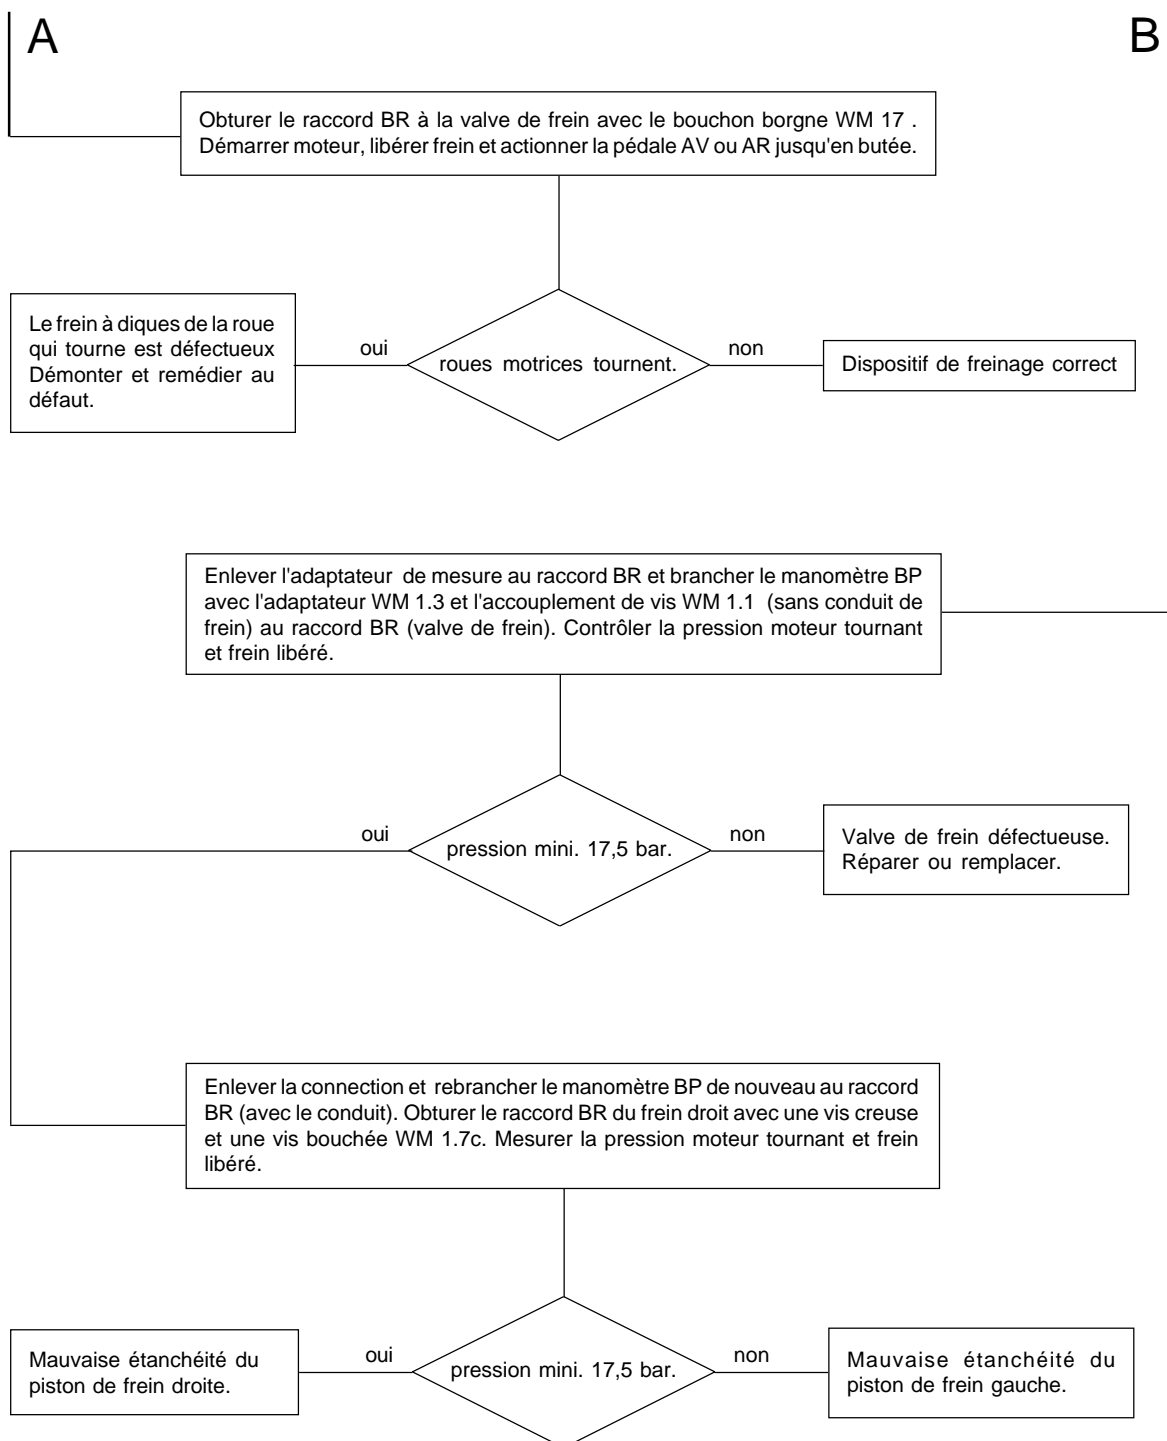 A
B
Obturer le raccord BR à la valve de frein avec le bouchon borgne WM 17 .
Démarrer moteur, libérer frein et actionner la pédale AV ou AR jusqu'en butée.
Le frein à diques de la roue
qui tourne est défectueux
Démonter et remédier au
défaut.
oui
roues motrices tournent.
non
Dispositif de freinage correct
Enlever l'adaptateur de mesure au raccord BR et brancher le manomètre BP
avec l'adaptateur WM 1.3 et l'accouplement de vis WM 1.1 (sans conduit de
frein) au raccord BR (valve de frein). Contrôler la pression moteur tournant
et frein libéré.
oui
pression mini. 17,5 bar.
non
Valve de frein défectueuse.
Réparer ou remplacer.
Enlever la connection et rebrancher le manomètre BP de nouveau au raccord
BR (avec le conduit). Obturer le raccord BR du frein droit avec une vis creuse
et une vis bouchée WM 1.7c. Mesurer la pression moteur tournant et frein
libéré.
Mauvaise étanchéité du
piston de frein droite.
oui
pression mini. 17,5 bar.
non
Mauvaise étanchéité du
piston de frein gauche.